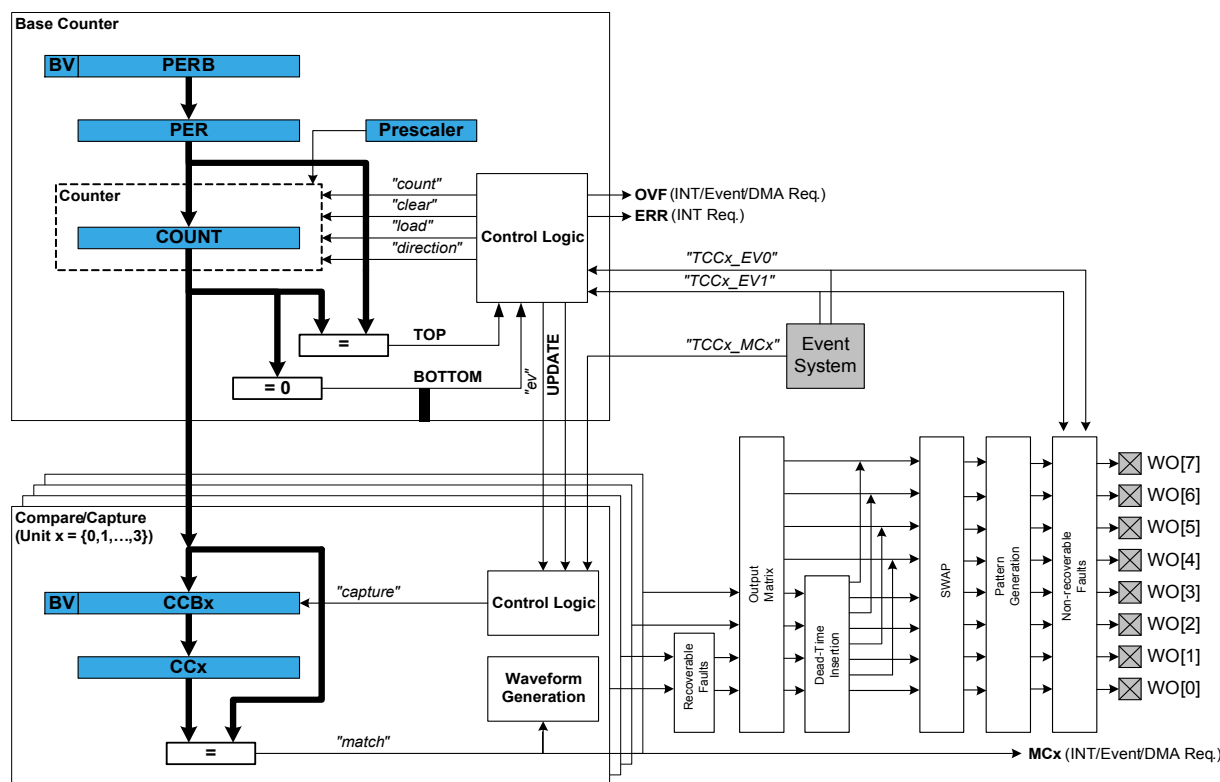 Base Counter
BV PERB
PER
Prescaler
Counter
COUNT
"count"
"clear"
"load"
"direction"
Control Logic
OVF (INT/Event/DMA Req.)
ERR (INT Req.)
"TCCx_EV0"
"TCCx_EV1"
"TCCx_MCx"
Event
System
=
TOP
= 0
BOTTOM
"ev"
UPDATE
Compare/Capture
(Unit x = {0,1,…,3})
BV CCBx
"capture"
Control Logic
CCx
Waveform
Generation
=
"match"
Recoverable
Faults
Output
Matrix
Dead-Time
Insertion
SWAP
Pattern
Generation
Non-recoverable
Faults
WO[7]
WO[6]
WO[5]
WO[4]
WO[3]
WO[2]
WO[1]
WO[0]
MCx (INT/Event/DMA Req.)